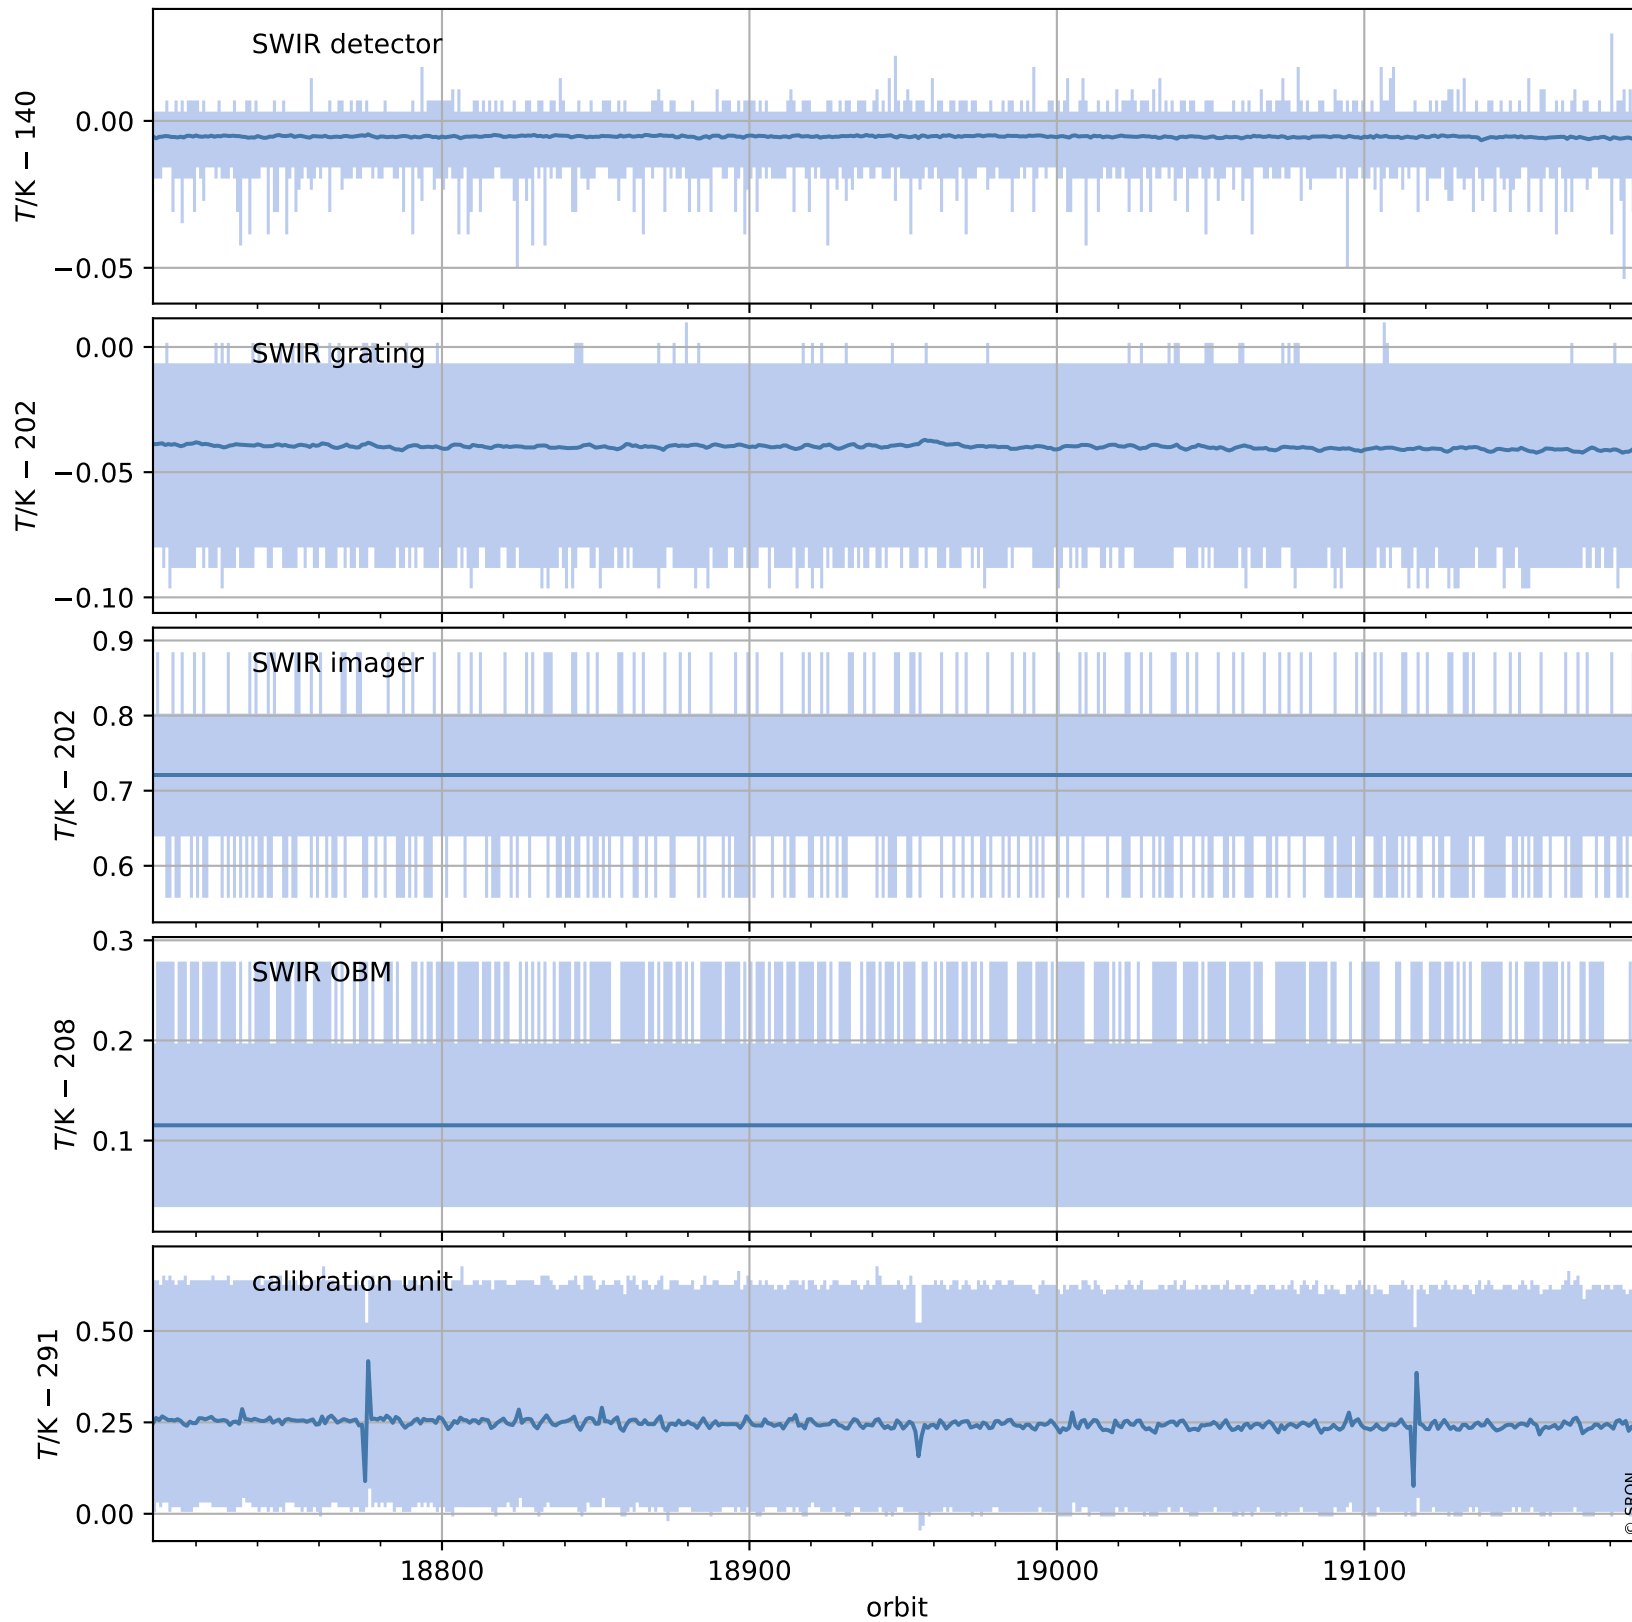 SWIR detector
0.00
−0.05
T/K − 140
SWIR grating
0.00
−0.05
−0.10
T/K − 202
SWIR imager
0.9
0.8
0.7
0.6
T/K − 202
SWIR OBM
0.3
0.2
0.1
T/K − 208
calibration unit
0.50
0.25
0.00
T/K − 291
18800 18900 19000 19100
orbit
© SRON